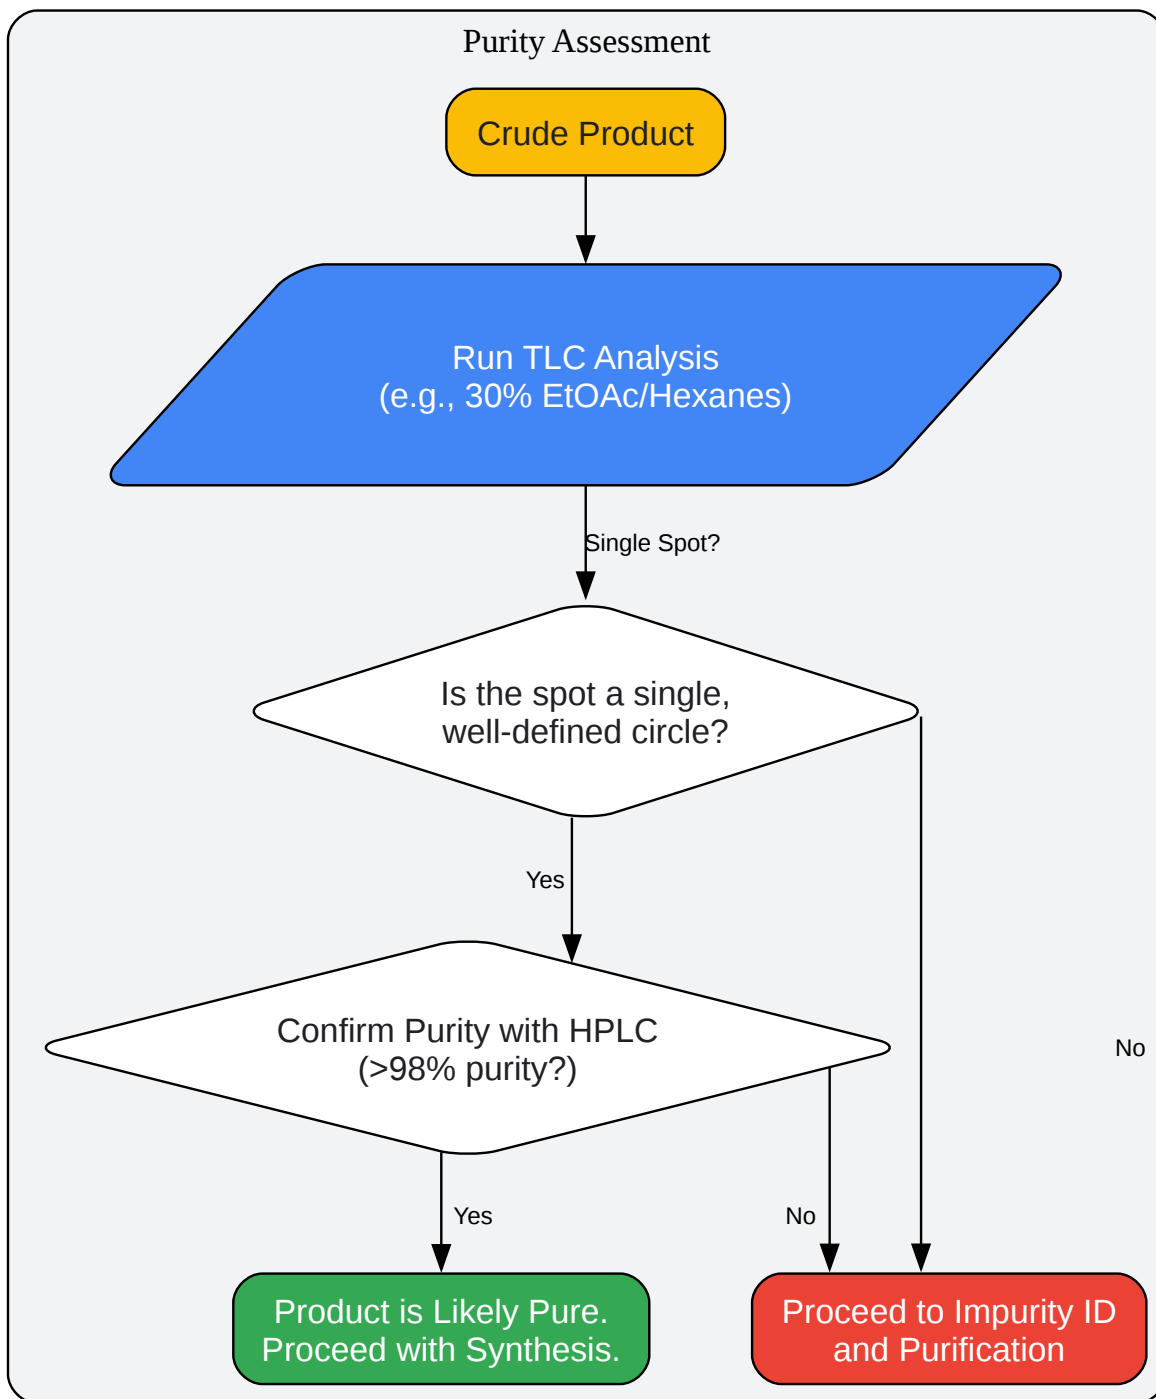 Purity Assessment
Crude Product
Run TLC Analysis
(e.g., 30% EtOAc/Hexanes)
Single Spot?
Is the spot a single,
well-defined circle?
Yes
Confirm Purity with HPLC
(>98% purity?)
No
Yes
No
Product is Likely Pure.
Proceed with Synthesis.
Proceed to Impurity ID
and Purification